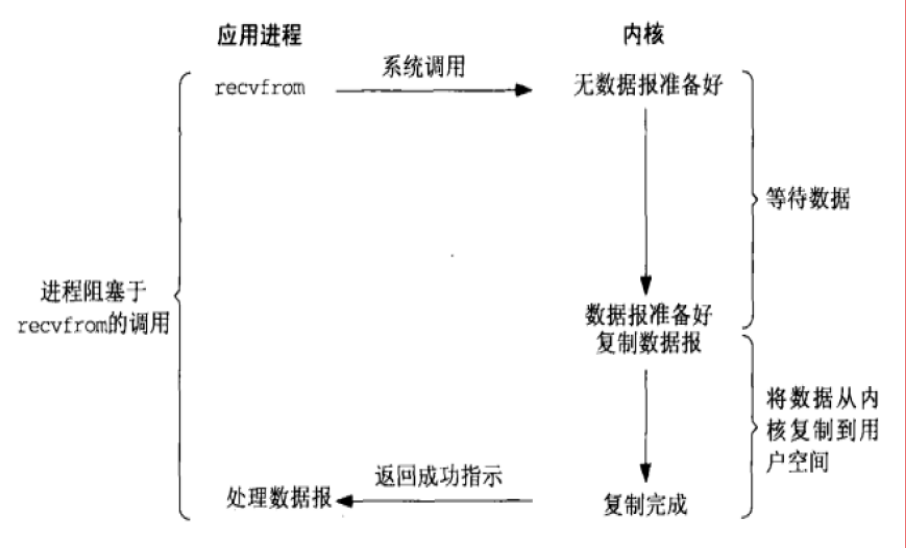 应用进程
内核
系统调用
recvfrom
无数据报准备好
等待数据
进程阻塞于
recvfrom的调用
数据报准备好
复制数据报
将数据从内
核复制到用
户空间
返回成功指示
处理数据报
复制完成